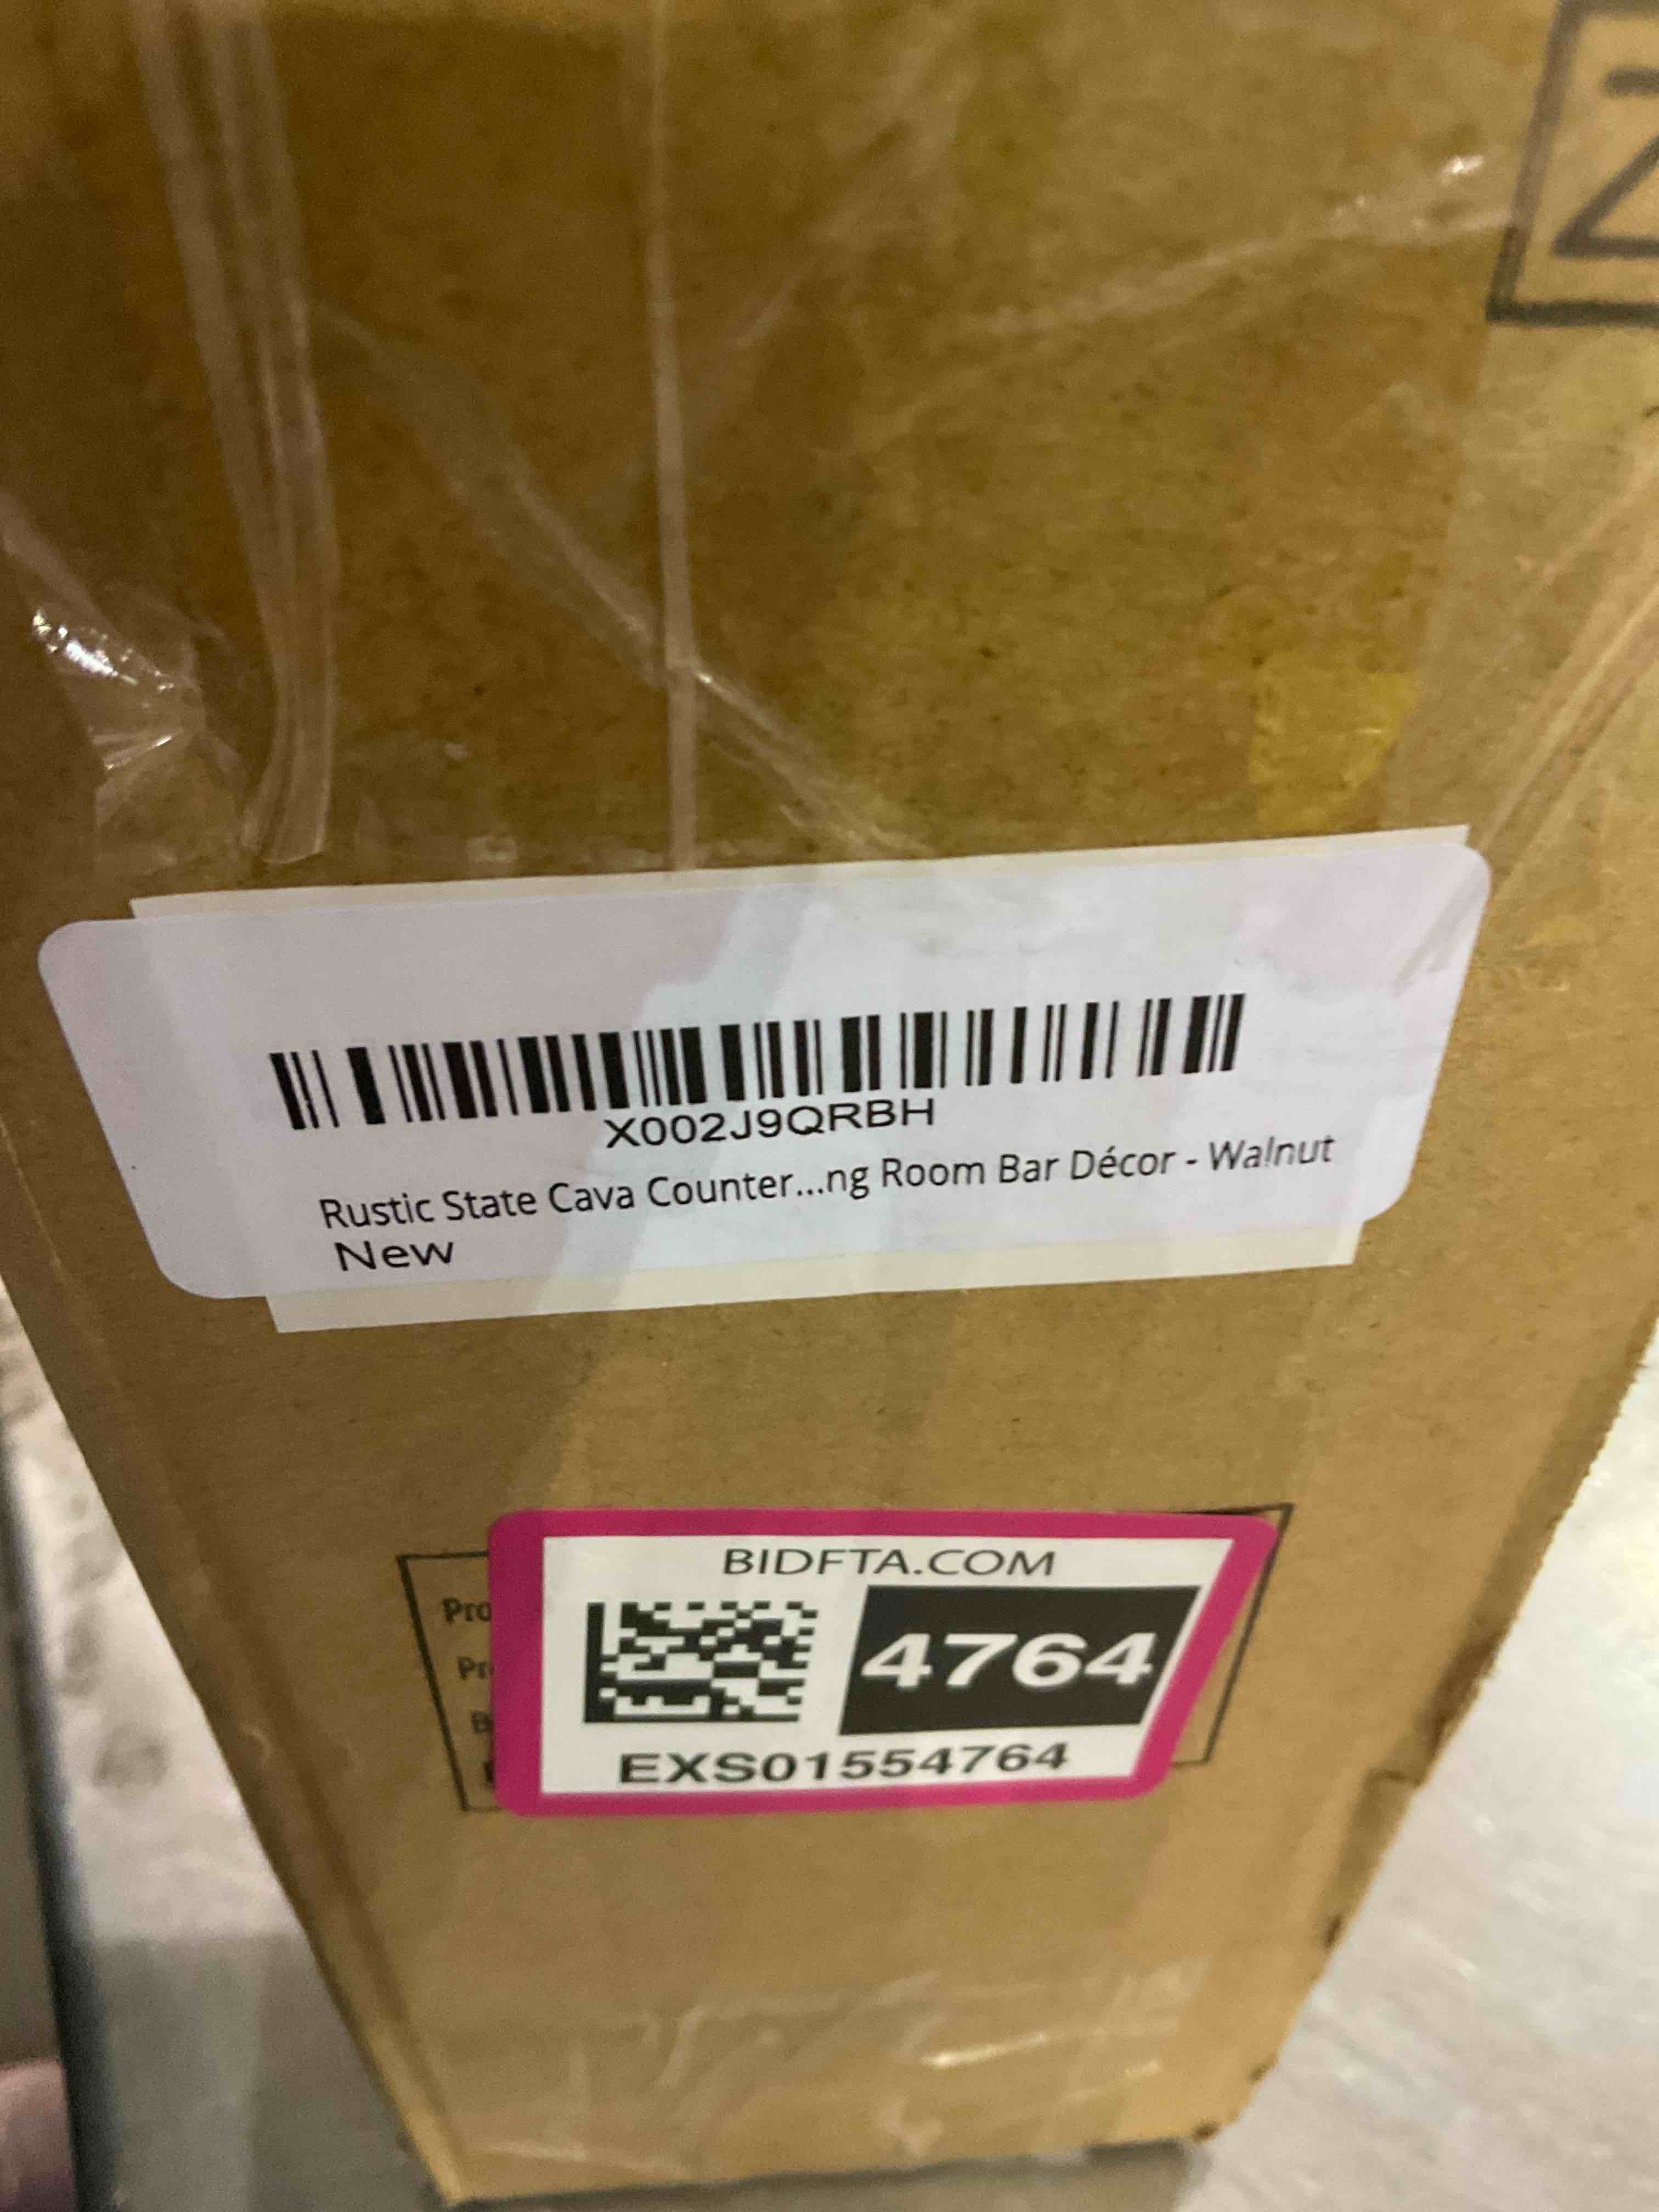 X002J9QRBH
Rustic State Cava Counter...ng Room Bar Décor - Walnut
New
BIDFTA.COM
4764
EXS01554764